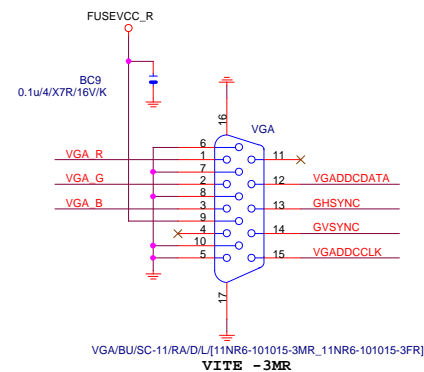 FUSEVCC_R
BC9
0.1u/4/X7R/16V/K
16
VGA
6
VGA_R 1 11
7
VGA_G 2 12 VGADDCDATA
8
VGA_B 3 13 GHSYNC
9
4 14 GVSYNC
10
5 15 GVADDCCLK
17
VGA/BU/SC-11/RA/D/L/[11NR6-101015-3MR_11NR6-101015-3FR]
VITE -3MR